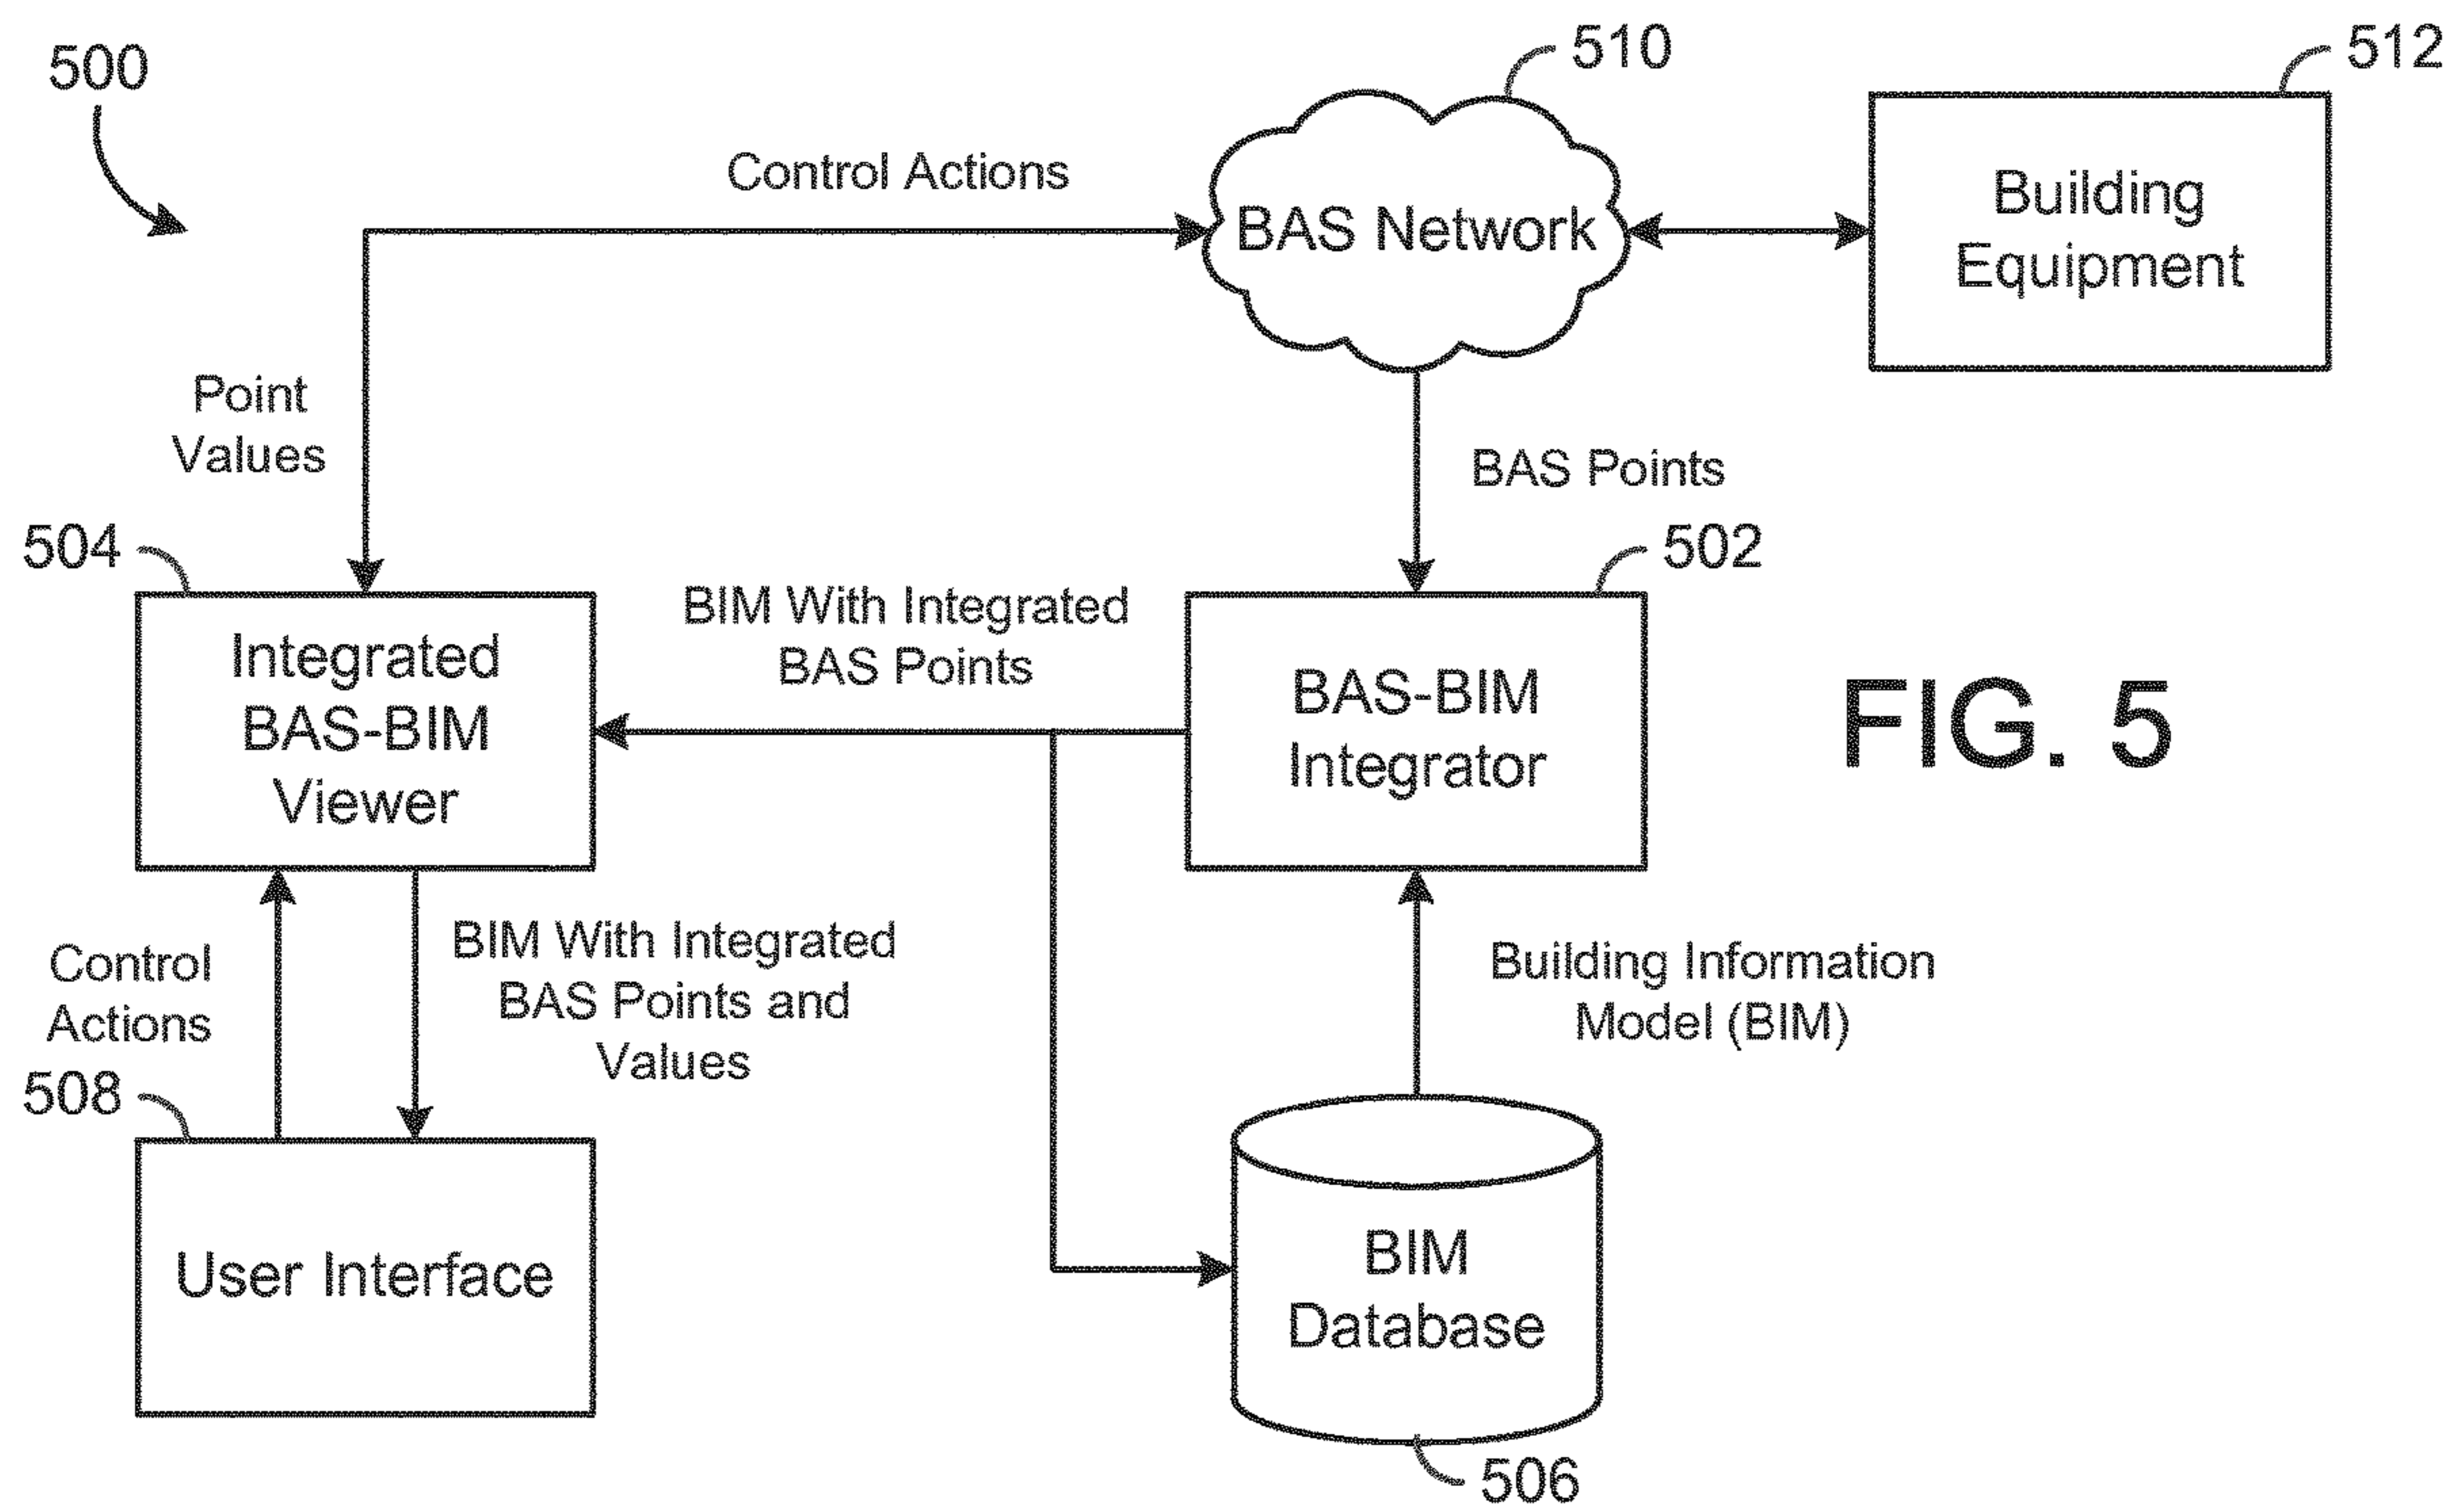 500
510
512
Control Actions
BAS Network
Building
Equipment
Point
Values
BAS Points
504
502
BIM With Integrated
BAS Points
Integrated
BAS-BIM
Viewer
BAS-BIM
Integrator
FIG. 5
Control
Actions
BIM With Integrated
BAS Points and
Values
Building Information
Model (BIM)
508
User Interface
BIM
Database
506